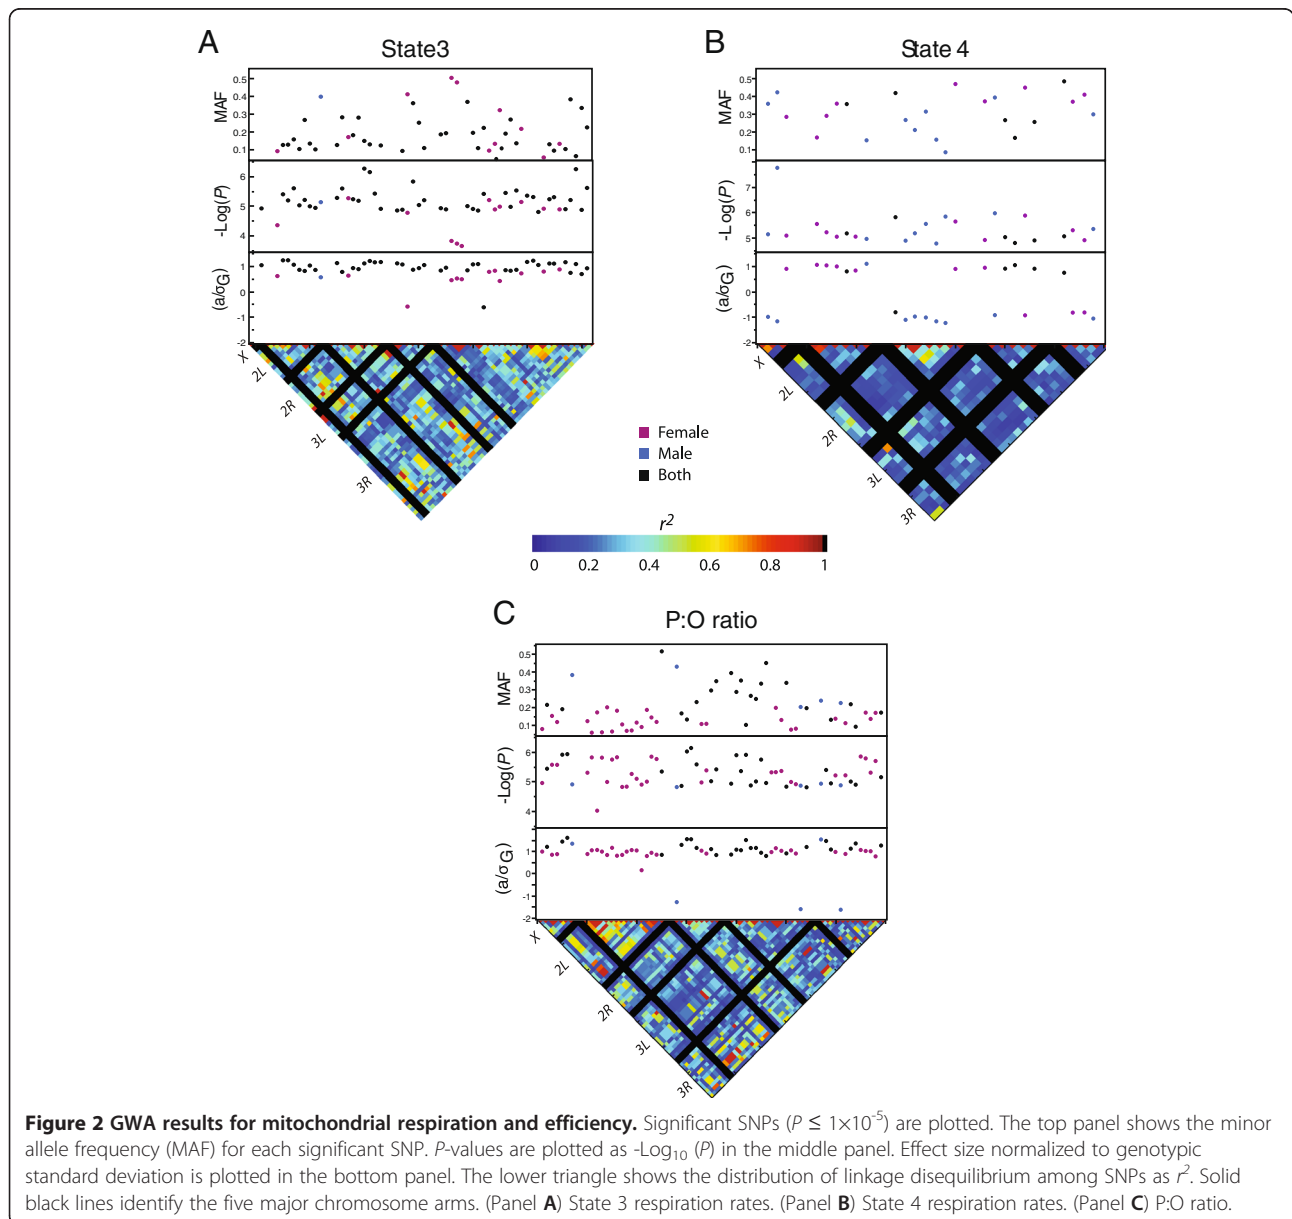 A
State3
MAF
0.5
0.4
0.3
0.2
0.1
-Log(P)
6
5
4
(a/σG)
1
0
-1
-2
X
2L
2R
3L
3R
B
State 4
MAF
0.5
0.4
0.3
0.2
0.1
-Log(P)
7
6
5
(a/σG)
1
0
-1
-2
X
2L
2R
3L
3R
Female
Male
Both
r²
0 0.2 0.4 0.6 0.8 1
C
P:O ratio
MAF
0.5
0.4
0.3
0.2
0.1
-Log(P)
6
5
4
(a/σG)
1
0
-1
-2
X
2L
2R
3L
3R
Figure 2 GWA results for mitochondrial respiration and efficiency. Significant SNPs (P ≤ 1×10⁻⁵) are plotted. The top panel shows the minor
allele frequency (MAF) for each significant SNP. P-values are plotted as -Log₁₀ (P) in the middle panel. Effect size normalized to genotypic
standard deviation is plotted in the bottom panel. The lower triangle shows the distribution of linkage disequilibrium among SNPs as r². Solid
black lines identify the five major chromosome arms. (Panel A) State 3 respiration rates. (Panel B) State 4 respiration rates. (Panel C) P:O ratio.